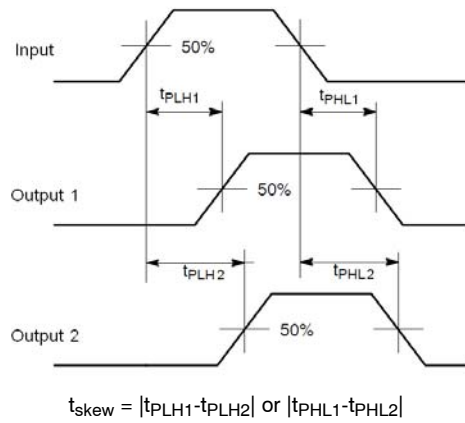 Input
50%
tPLH1
tPHL1
Output 1
50%
tPLH2
tPHL2
Output 2
50%
tskew = |tPLH1-tPLH2| or |tPHL1-tPHL2|